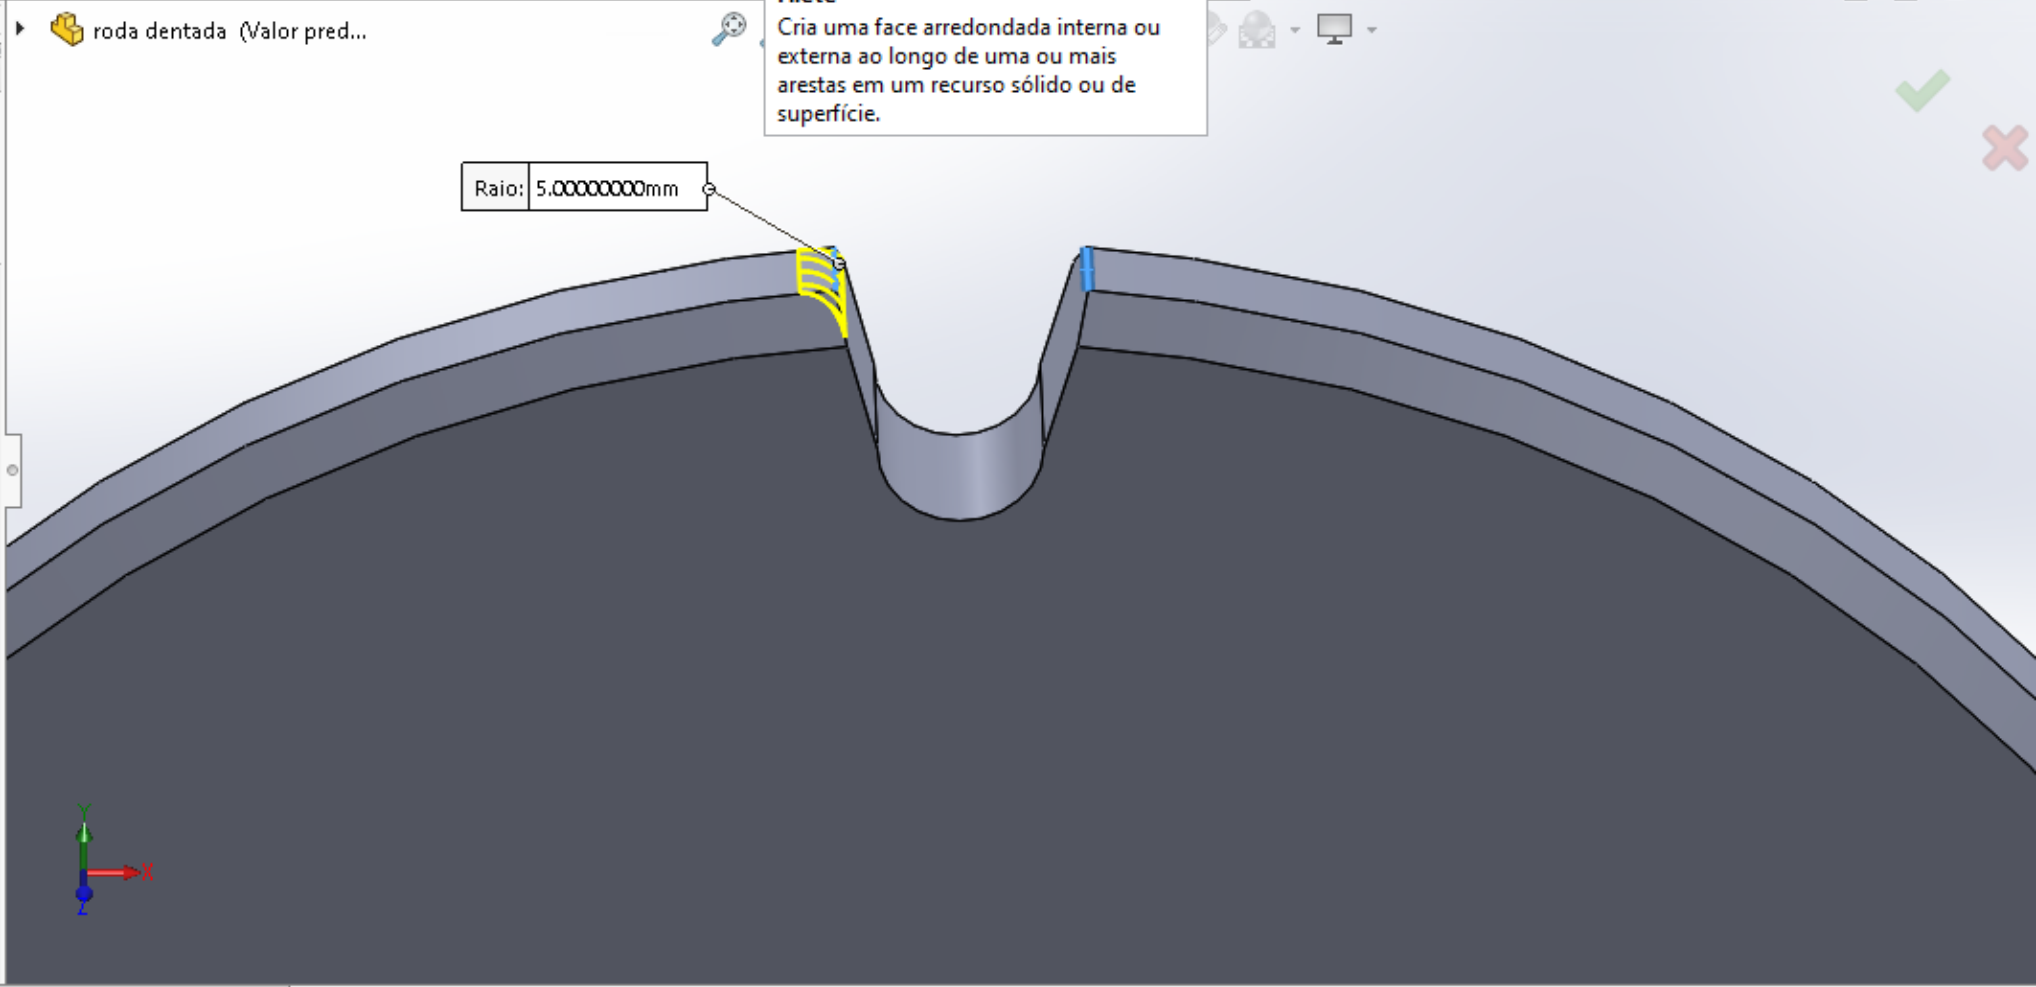 roda dentada (Valor pred...
Cria uma face arredondada interna ou
externa ao longo de uma ou mais
arestas em um recurso sólido ou de
superfície.
Raio: 5.00000000mm
Y
X
Z